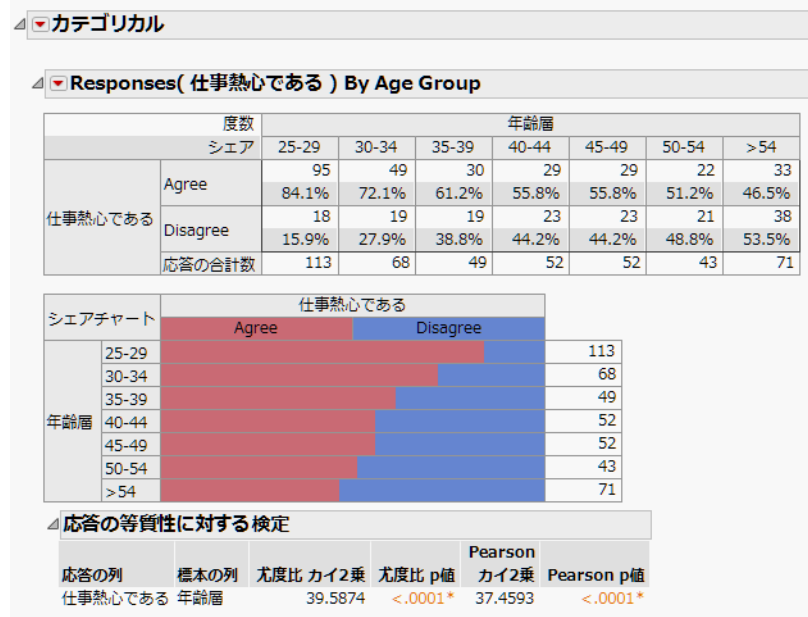 カテゴリカル
Responses( 仕事熱心である ) By Age Group
度数 年齢層
シェア 25-29 30-34 35-39 40-44 45-49 50-54 >54
仕事熱心である Agree 95 49 30 29 29 22 33
84.1% 72.1% 61.2% 55.8% 55.8% 51.2% 46.5%
Disagree 18 19 19 23 23 21 38
15.9% 27.9% 38.8% 44.2% 44.2% 48.8% 53.5%
応答の合計数 113 68 49 52 52 43 71
シェアチャート 仕事熱心である
Agree Disagree
年齢層 25-29 113
30-34 68
35-39 49
40-44 52
45-49 52
50-54 43
>54 71
応答の等質性に対する検定
応答の列 標本の列 尤度比 カイ2乗 尤度比 p値 Pearson カイ2乗 Pearson p値
仕事熱心である 年齢層 39.5874 <.0001* 37.4593 <.0001*